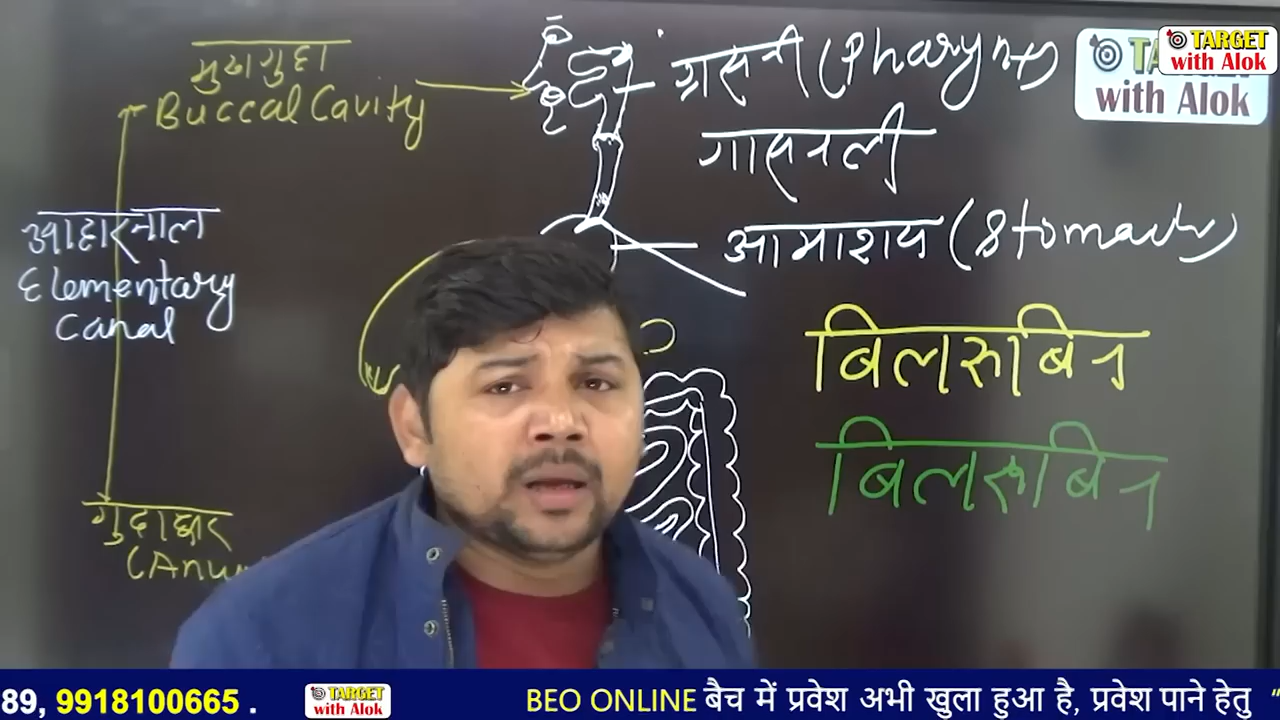 मुखगुहा
Buccal Cavity
आहारनाल
Elementary
Canal
गुदाद्वार
ग्रसनी (Pharynx)
गासनली
आमाशय (Stomach)
बिलरूबिन
बिलरूबिन
TARGET
with Alok
with Alok
89, 9918100665 .
TARGET
with Alok
BEO ONLINE बैच में प्रवेश अभी खुला हुआ है, प्रवेश पाने हेतु "